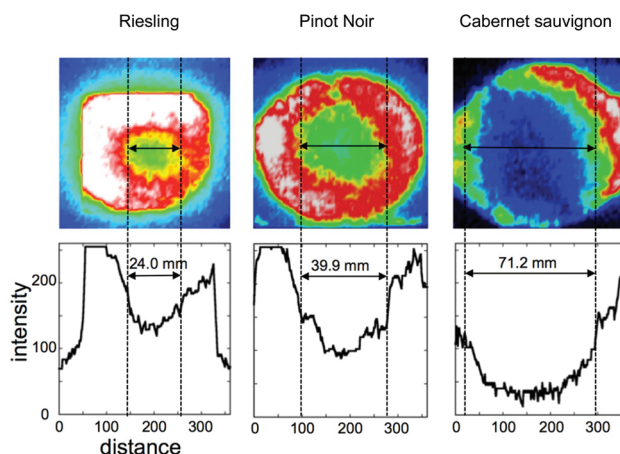 Riesling
Pinot Noir
Cabernet sauvignon
24.0 mm
39.9 mm
71.2 mm
intensity
200
100
0
0 100 200 300
0 100 200 300
0 100 200 300
distance